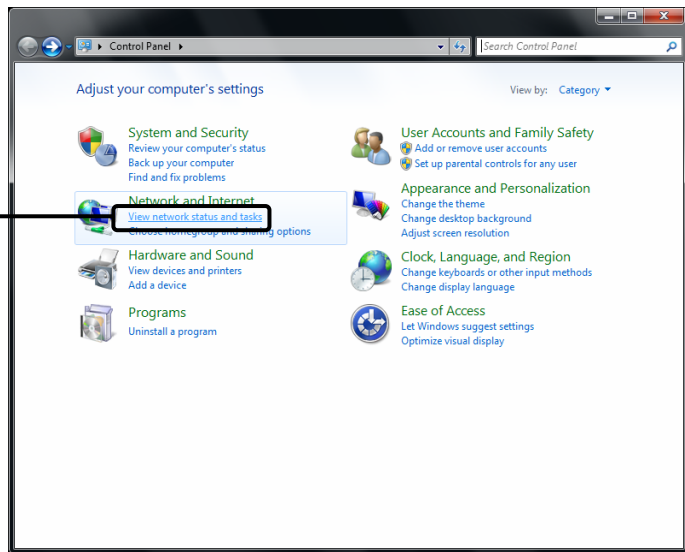 Control Panel
Search Control Panel
Adjust your computer's settings
View by: Category
System and Security
Review your computer's status
Back up your computer
Find and fix problems
Network and Internet
View network status and tasks
Choose homegroup and sharing options
Hardware and Sound
View devices and printers
Add a device
Programs
Uninstall a program
User Accounts and Family Safety
Add or remove user accounts
Set up parental controls for any user
Appearance and Personalization
Change the theme
Change desktop background
Adjust screen resolution
Clock, Language, and Region
Change keyboards or other input methods
Change display language
Ease of Access
Let Windows suggest settings
Optimize visual display